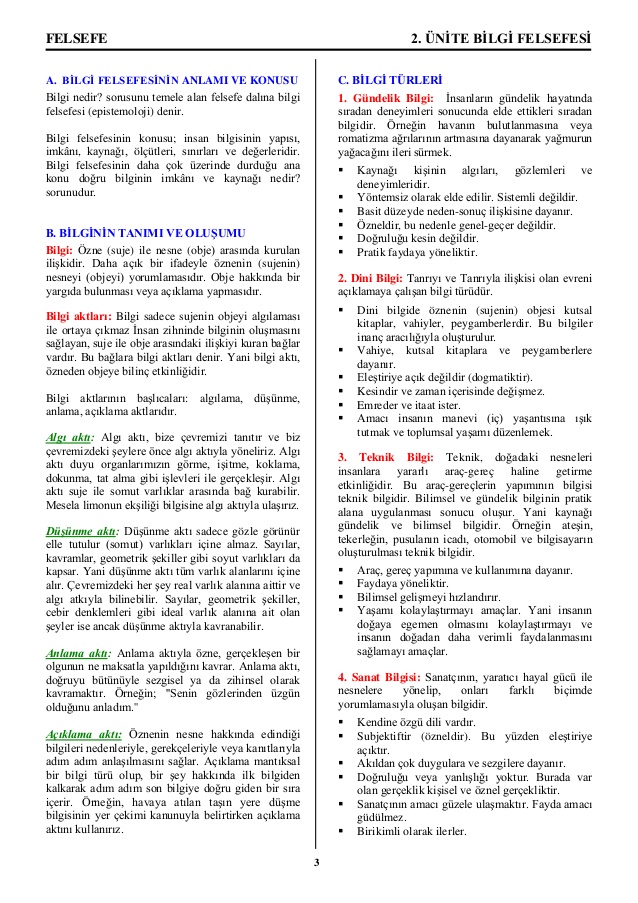 FELSEFE
2. ÜNİTE BİLGİ FELSEFESİ
A. BİLGİ FELSEFESİNİN ANLAMI VE KONUSU
Bilgi nedir? sorusunu temele alan felsefe dalına bilgi
felsefesi (epistemoloji) denir.
Bilgi felsefesinin konusu; insan bilgisinin yapısı,
imkânı, kaynağı, ölçütleri, sınırları ve değerleridir.
Bilgi felsefesinin daha çok üzerinde durduğu ana
konu doğru bilginin imkânı ve kaynağı nedir?
sorunudur.
B. BİLGİNİN TANIMI VE OLUŞUMU
Bilgi: Özne (suje) ile nesne (obje) arasında kurulan
ilişkidir. Daha açık bir ifadeyle öznenin (sujenin)
nesneyi (objeyi) yorumlamasıdır. Obje hakkında bir
yargıda bulunması veya açıklama yapmasıdır.
Bilgi aktları: Bilgi sadece sujenin objeyi algılaması
ile ortaya çıkmaz İnsan zihninde bilginin oluşmasını
sağlayan, suje ile obje arasındaki ilişkiyi kuran bağlar
vardır. Bu bağlara bilgi aktları denir. Yani bilgi aktı,
özneden objeye bilinç etkinliğidir.
Bilgi aktlarının başlıcaları: algılama, düşünme,
anlama, açıklama aktlarıdır.
Algı aktı: Algı aktı, bize çevremizi tanıtır ve biz
çevremizdeki şeylere önce algı aktıyla yöneliriz. Algı
aktı duyu organlarımızın görme, işitme, koklama,
dokunma, tat alma gibi işlevleri ile gerçekleşir. Algı
aktı suje ile somut varlıklar arasında bağ kurabilir.
Mesela limonun ekşiliği bilgisine algı aktıyla ulaşırız.
Düşünme aktı: Düşünme aktı sadece gözle görünür
elle tutulur (somut) varlıkları içine almaz. Sayılar,
kavramlar, geometrik şekiller gibi soyut varlıkları da
kapsar. Yani düşünme aktı tüm varlık alanlarını içine
alır. Çevremizdeki her şey real varlık alanına aittir ve
algı atkıyla bilinebilir. Sayılar, geometrik şekiller,
cebir denklemleri gibi ideal varlık alanına ait olan
şeyler ise ancak düşünme aktıyla kavranabilir.
Anlama aktı: Anlama aktıyla özne, gerçekleşen bir
olgunun ne maksatla yapıldığını kavrar. Anlama aktı,
doğruyu bütünüyle sezgisel ya da zihinsel olarak
kavramaktır. Örneğin; "Senin gözlerinden üzgün
olduğunu anladım."
Açıklama aktı: Öznenin nesne hakkında edindiği
bilgileri nedenleriyle, gerekçeleriyle veya kanıtlarıyla
adım adım anlaşılmasını sağlar. Açıklama mantıksal
bir bilgi türü olup, bir şey hakkında ilk bilgiden
kalkarak adım adım son bilgiye doğru giden bir sıra
içerir. Örneğin, havaya atılan taşın yere düşme
bilgisinin yer çekimi kanunuyla belirtirken açıklama
aktını kullanırız.
C. BİLGİ TÜRLERİ
1. Gündelik Bilgi: İnsanların gündelik hayatında
sıradan deneyimleri sonucunda elde ettikleri sıradan
bilgidir. Örneğin havanın bulutlanmasına veya
romatizma ağrılarının artmasına dayanarak yağmurun
yağacağını ileri sürmek.
▪ Kaynağı kişinin algıları, gözlemleri ve
deneyimleridir.
▪ Yöntemsiz olarak elde edilir. Sistemli değildir.
▪ Basit düzeyde neden-sonuç ilişkisine dayanır.
▪ Özneldir, bu nedenle genel-geçer değildir.
▪ Doğruluğu kesin değildir.
▪ Pratik faydaya yöneliktir.
2. Dini Bilgi: Tanrıyı ve Tanrıyla ilişkisi olan evreni
açıklamaya çalışan bilgi türüdür.
▪ Dini bilgide öznenin (sujenin) objesi kutsal
kitaplar, vahiyler, peygamberlerdir. Bu bilgiler
inanç aracılığıyla oluşturulur.
▪ Vahiye, kutsal kitaplara ve peygamberlere
dayanır.
▪ Eleştiriye açık değildir (dogmatiktir).
▪ Kesindir ve zaman içerisinde değişmez.
▪ Emreder ve itaat ister.
▪ Amacı insanın manevi (iç) yaşantısına ışık
tutmak ve toplumsal yaşamı düzenlemek.
3. Teknik Bilgi: Teknik, doğadaki nesneleri
insanlara yararlı araç-gereç haline getirme
etkinliğidir. Bu araç-gereçlerin yapımının bilgisi
teknik bilgidir. Bilimsel ve gündelik bilginin pratik
alana uygulanması sonucu oluşur. Yani kaynağı
gündelik ve bilimsel bilgidir. Örneğin ateşin,
tekerleğin, pusulanın icadı, otomobil ve bilgisayarın
oluşturulması teknik bilgidir.
▪ Araç, gereç yapımına ve kullanımına dayanır.
▪ Faydaya yöneliktir.
▪ Bilimsel gelişmeyi hızlandırır.
▪ Yaşamı kolaylaştırmayı amaçlar. Yani insanın
doğaya egemen olmasını kolaylaştırmayı ve
insanın doğadan daha verimli faydalanmasını
sağlamayı amaçlar.
4. Sanat Bilgisi: Sanatçının, yaratıcı hayal gücü ile
nesnelere yönelip, onları farklı biçimde
yorumlamasıyla oluşan bilgidir.
▪ Kendine özgü dili vardır.
▪ Subjektiftir (özneldir). Bu yüzden eleştiriye
açıktır.
▪ Akıldan çok duygulara ve sezgilere dayanır.
▪ Doğruluğu veya yanlışlığı yoktur. Burada var
olan gerçeklik kişisel ve öznel gerçekliktir.
▪ Sanatçının amacı güzele ulaşmaktır. Fayda amacı
güdülmez.
▪ Birikimli olarak ilerler.
3